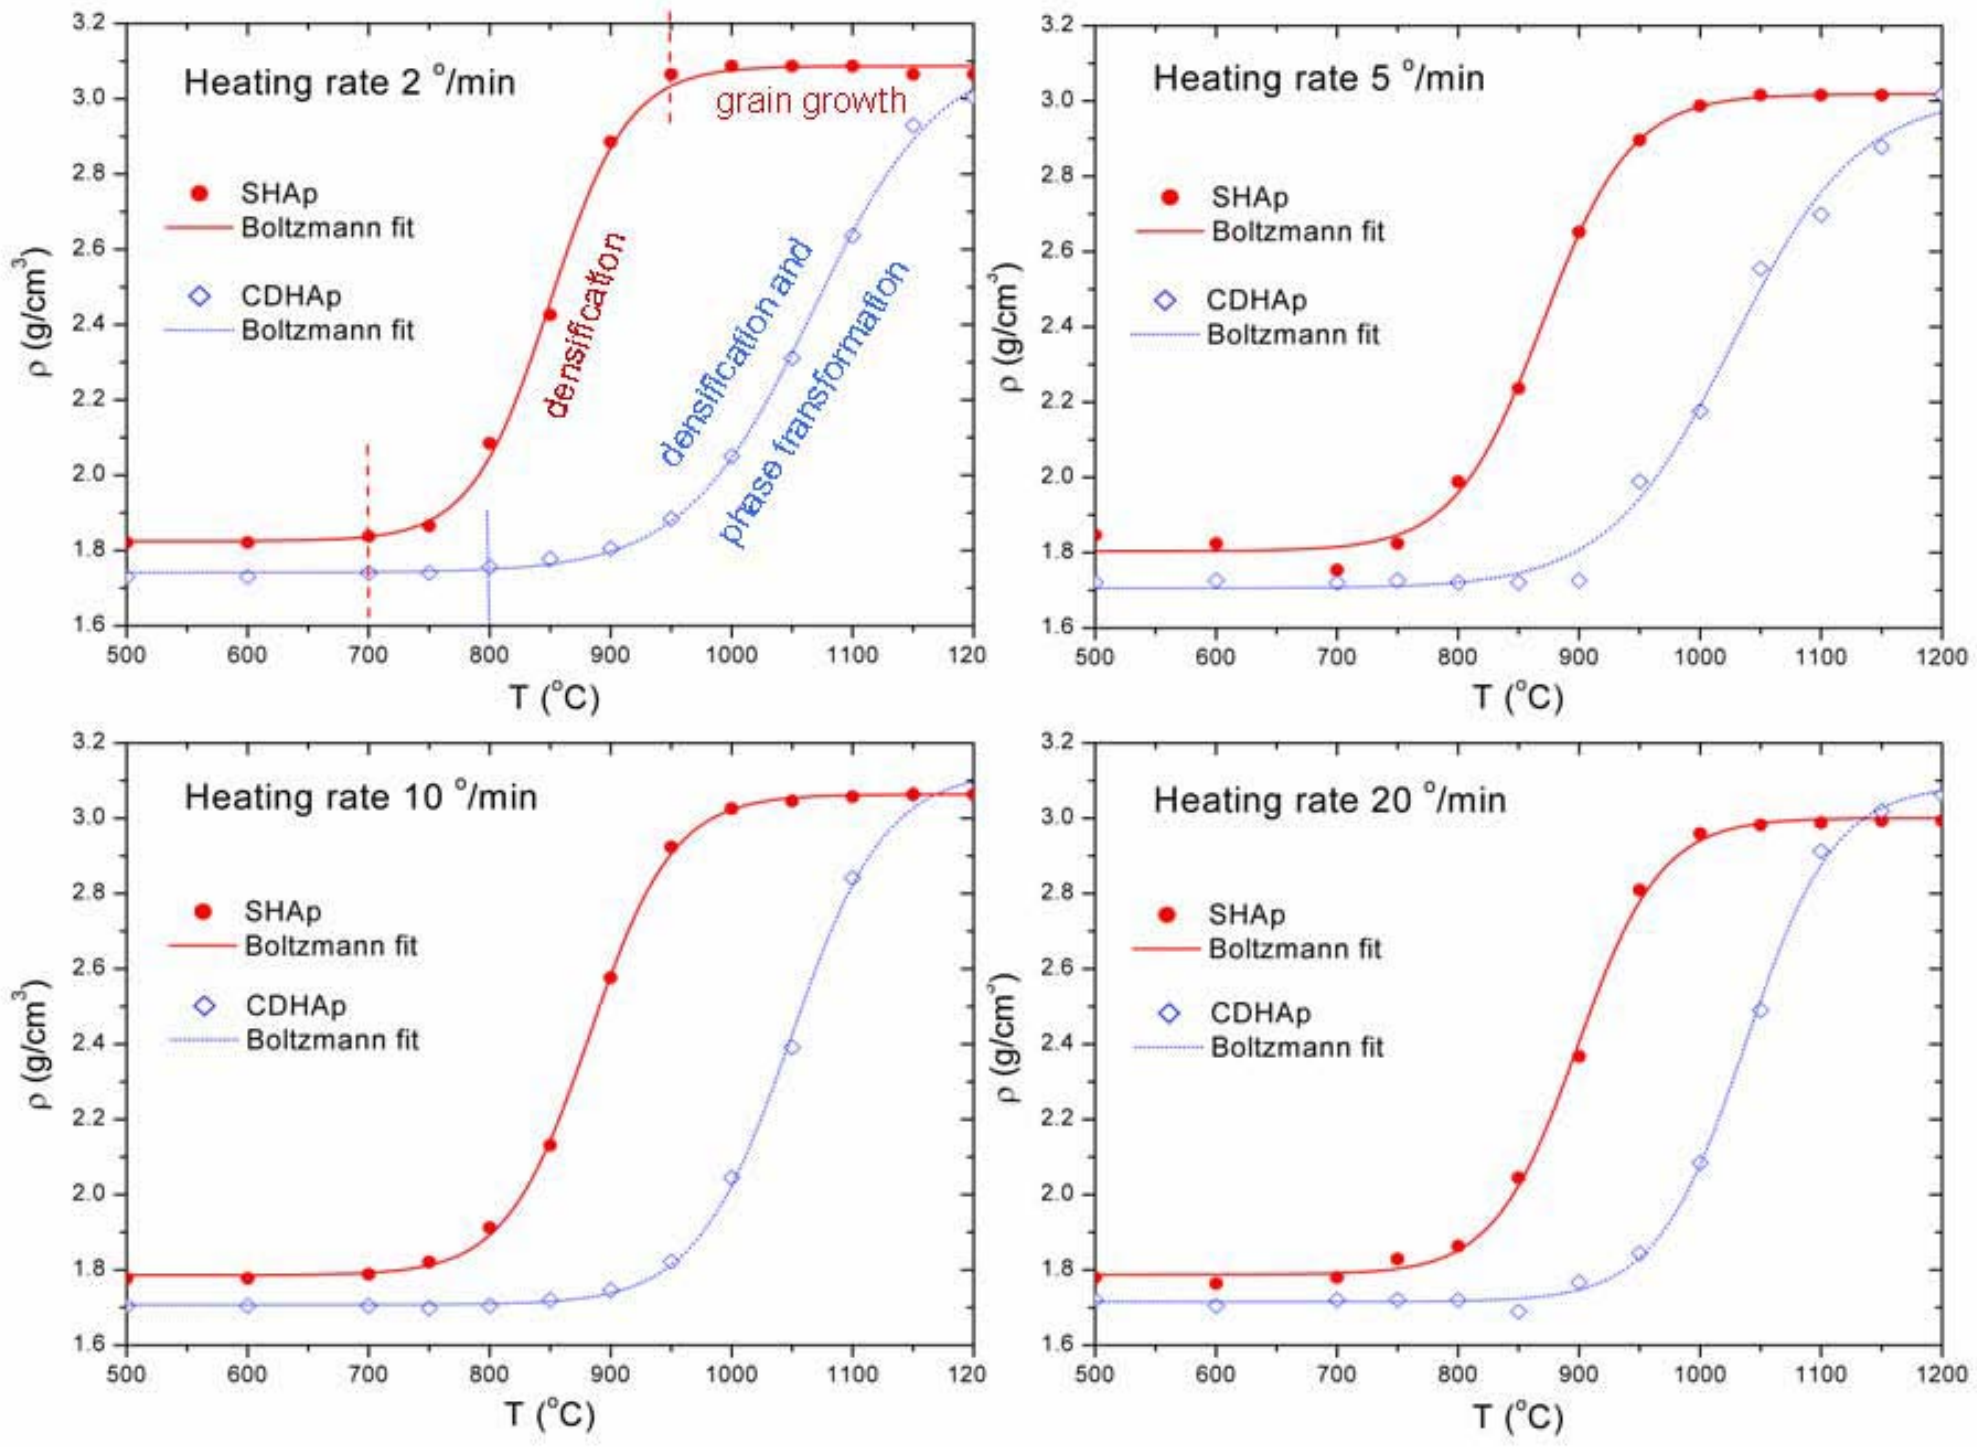 Heating rate 2 °/min
SHAp
Boltzmann fit
CDHAp
Boltzmann fit
grain growth
densification
densification and
phase transformation
3.2
3.0
2.8
2.6
2.4
2.2
2.0
1.8
1.6
500 600 700 800 900 1000 1100 120
ρ (g/cm³)
T (°C)
Heating rate 5 °/min
SHAp
Boltzmann fit
CDHAp
Boltzmann fit
3.2
3.0
2.8
2.6
2.4
2.2
2.0
1.8
1.6
500 600 700 800 900 1000 1100 1200
ρ (g/cm³)
T (°C)
Heating rate 10 °/min
SHAp
Boltzmann fit
CDHAp
Boltzmann fit
3.2
3.0
2.8
2.6
2.4
2.2
2.0
1.8
1.6
500 600 700 800 900 1000 1100 120
ρ (g/cm³)
T (°C)
Heating rate 20 °/min
SHAp
Boltzmann fit
CDHAp
Boltzmann fit
3.2
3.0
2.8
2.6
2.4
2.2
2.0
1.8
1.6
500 600 700 800 900 1000 1100 1200
ρ (g/cm³)
T (°C)